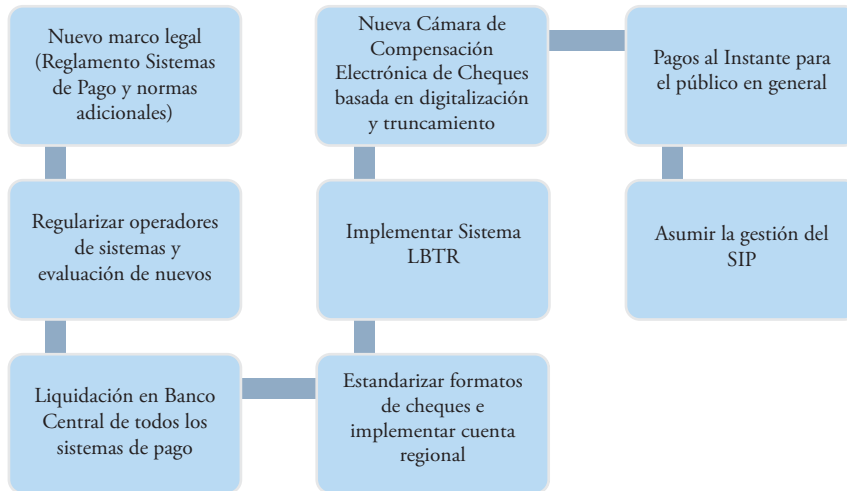 Nuevo marco legal
(Reglamento Sistemas
de Pago y normas
adicionales)
Regularizar operadores
de sistemas y
evaluación de nuevos
Liquidación en Banco
Central de todos los
sistemas de pago
Estandarizar formatos
de cheques e
implementar cuenta
regional
Implementar Sistema
LBTR
Nueva Cámara de
Compensación
Electrónica de Cheques
basada en digitalización
y truncamiento
Pagos al Instante para
el público en general
Asumir la gestión del
SIP